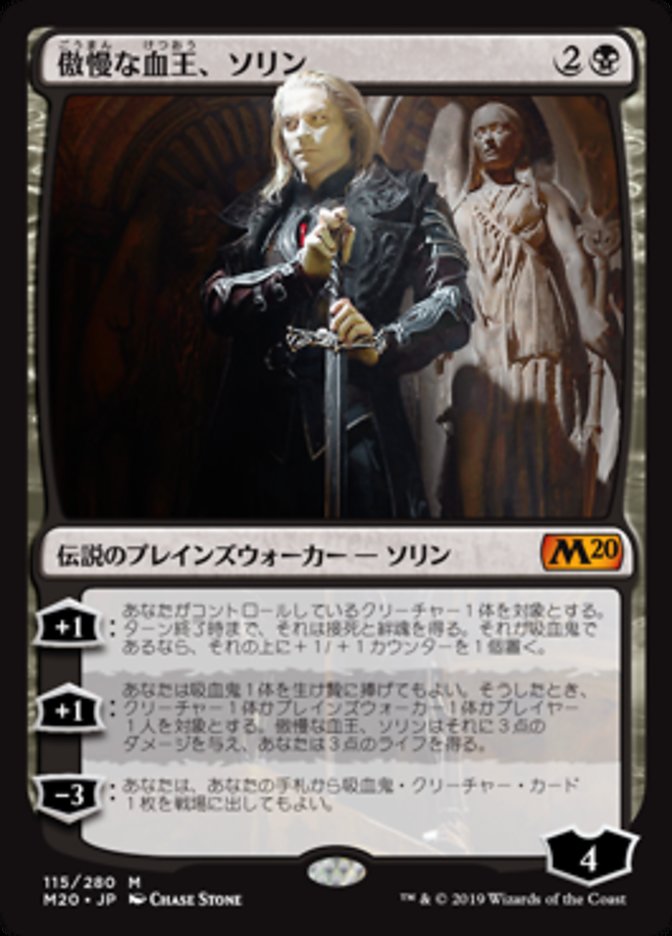 ごうまん けつおう
傲慢な血王、ソリン 2
伝説のプレインズウォーカー — ソリン M20
+1 : あなたがコントロールしているクリーチャー1体を対象とする。
ターン終了時まで、それは接死と絆魂を得る。それが吸血鬼で
あるなら、それの上に+1/+1カウンターを1個置く。
+1 : あなたは吸血鬼1体を生け贄に捧げてもよい。そうしたとき、
クリーチャー1体かプレインズウォーカー1体かプレイヤー
1人を対象とする。傲慢な血王、ソリンはそれに3点の
ダメージを与え、あなたは3点のライフを得る。
-3 : あなたは、あなたの手札から吸血鬼・クリーチャー・カード
1枚を戦場に出してもよい。
4
115/280 M
M20 • JP Chase Stone
™ & © 2019 Wizards of the Coast